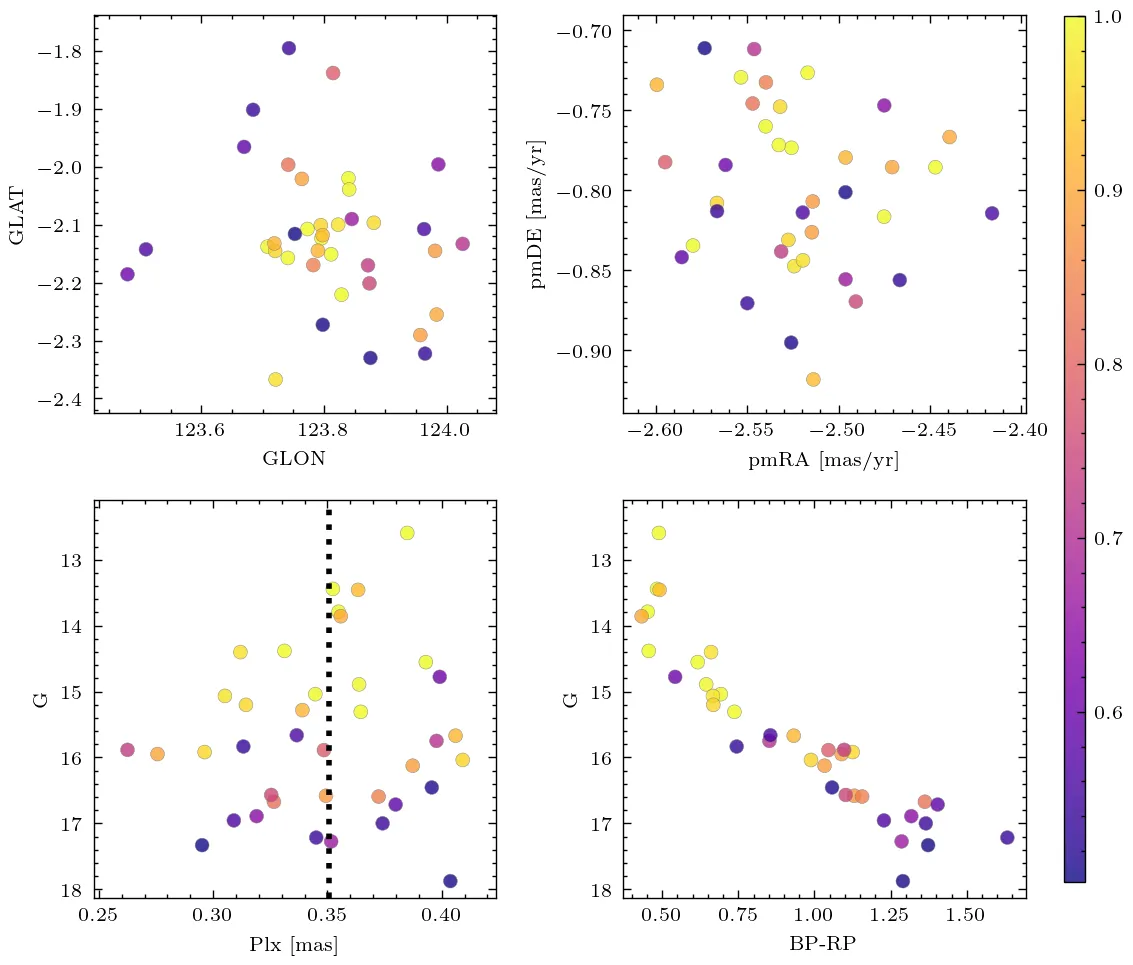 −1.8
−1.9
−2.0
−2.1
−2.2
−2.3
−2.4
GLAT
123.6 123.8 124.0
GLON
−0.70
−0.75
−0.80
−0.85
−0.90
pmDE [mas/yr]
−2.60 −2.55 −2.50 −2.45 −2.40
pmRA [mas/yr]
13
14
15
16
17
18
G
0.25 0.30 0.35 0.40
Plx [mas]
13
14
15
16
17
18
G
0.50 0.75 1.00 1.25 1.50
BP-RP
1.0
0.9
0.8
0.7
0.6